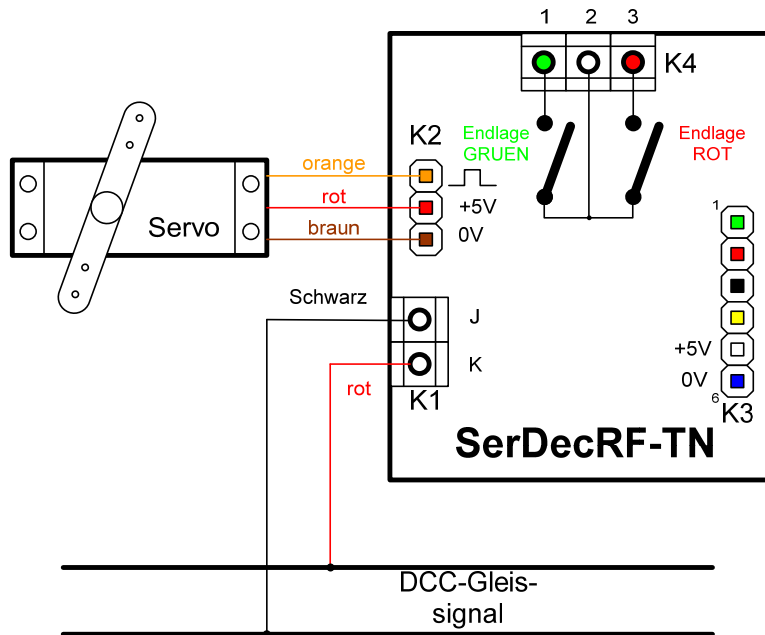 1 2 3
K4
K2
Endlage
GRUEN
Endlage
ROT
orange
rot
+5V
braun
0V
Servo
1
Schwarz
J
K
rot
K1
+5V
0V
6
K3
SerDecRF-TN
DCC-Gleis-
signal